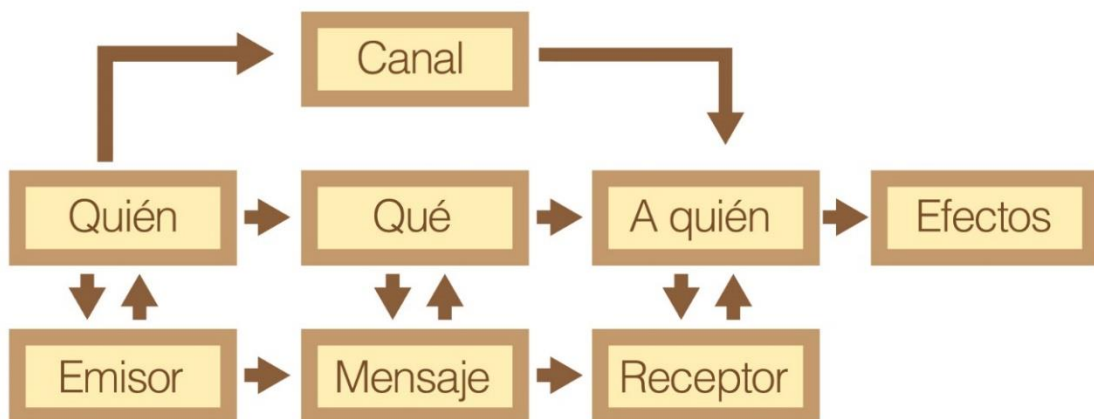 Canal
Quién
Qué
A quién
Efectos
Emisor
Mensaje
Receptor